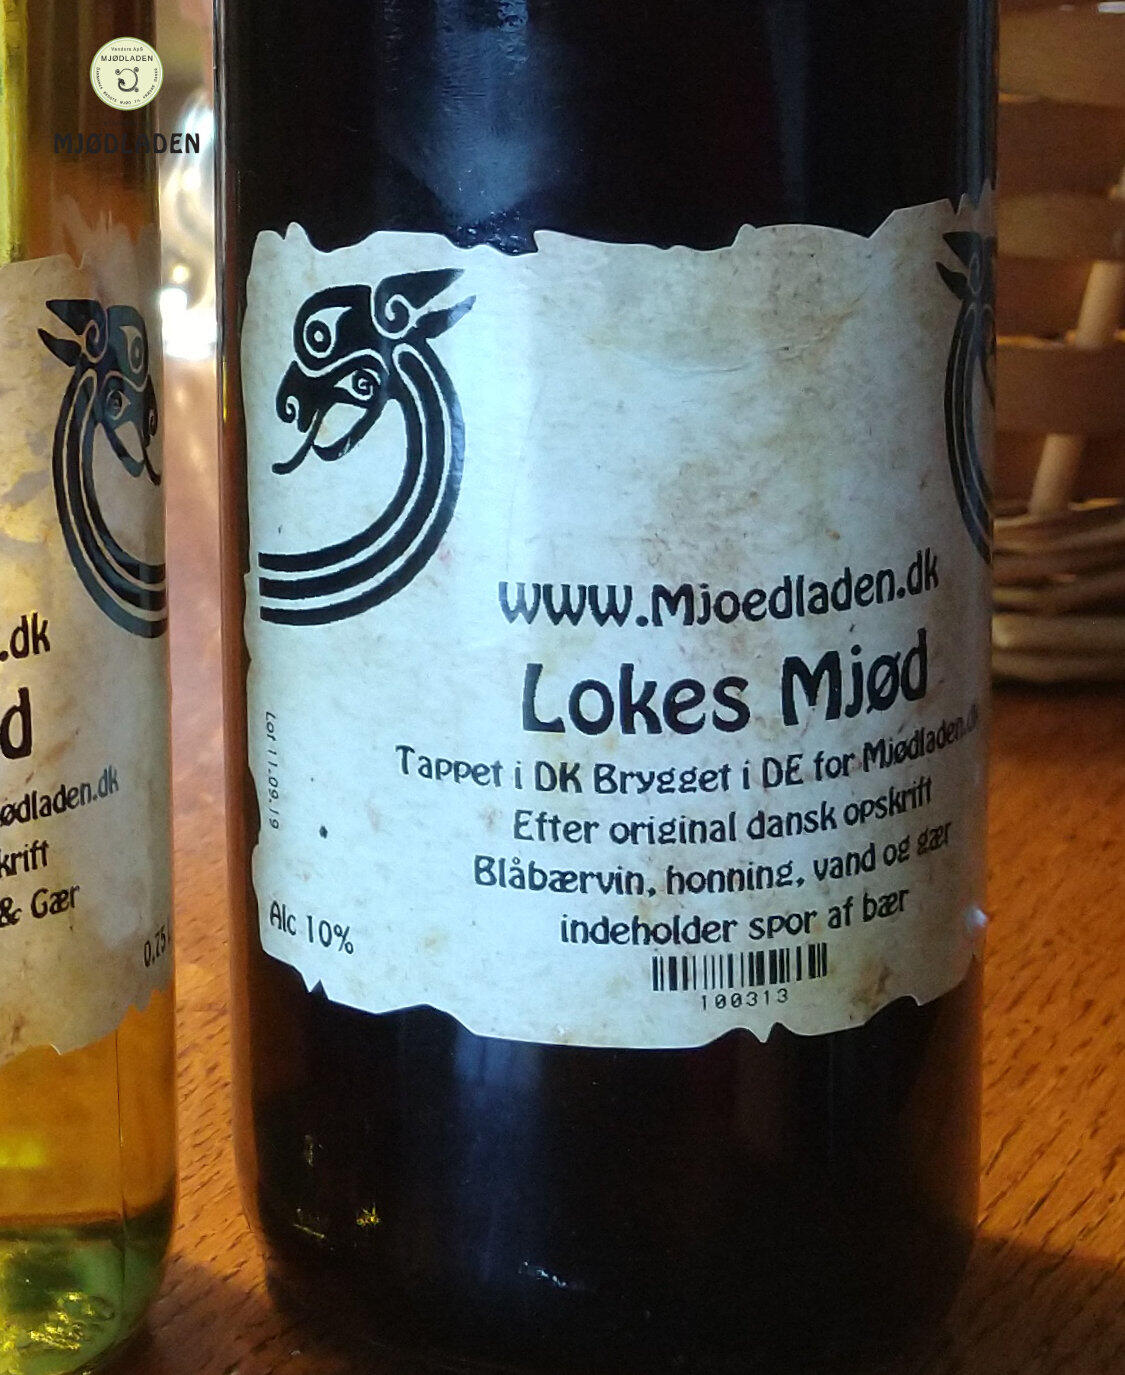 Vendora ApS
MJØDLADEN
MJØDLADEN
www.Mjoedladen.dk
Lokes Mjød
Tappet i DK Brygget i DE for Mjødladen.dk
Efter original dansk opskrift
Blåbærvin, honning, vand og gær
indeholder spor af bær
100313
Lot 11.09.19
Alc 10%
.dk
d
ødladen.dk
krift
& Gær
0,75